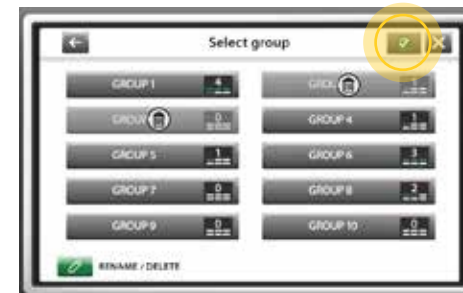 Select group
GROUP 1 4
GROUP 4 1
GROUP 5 1
GROUP 6 3
GROUP 7 0
GROUP 8 2
GROUP 9 0
GROUP 10 0
RENAME / DELETE